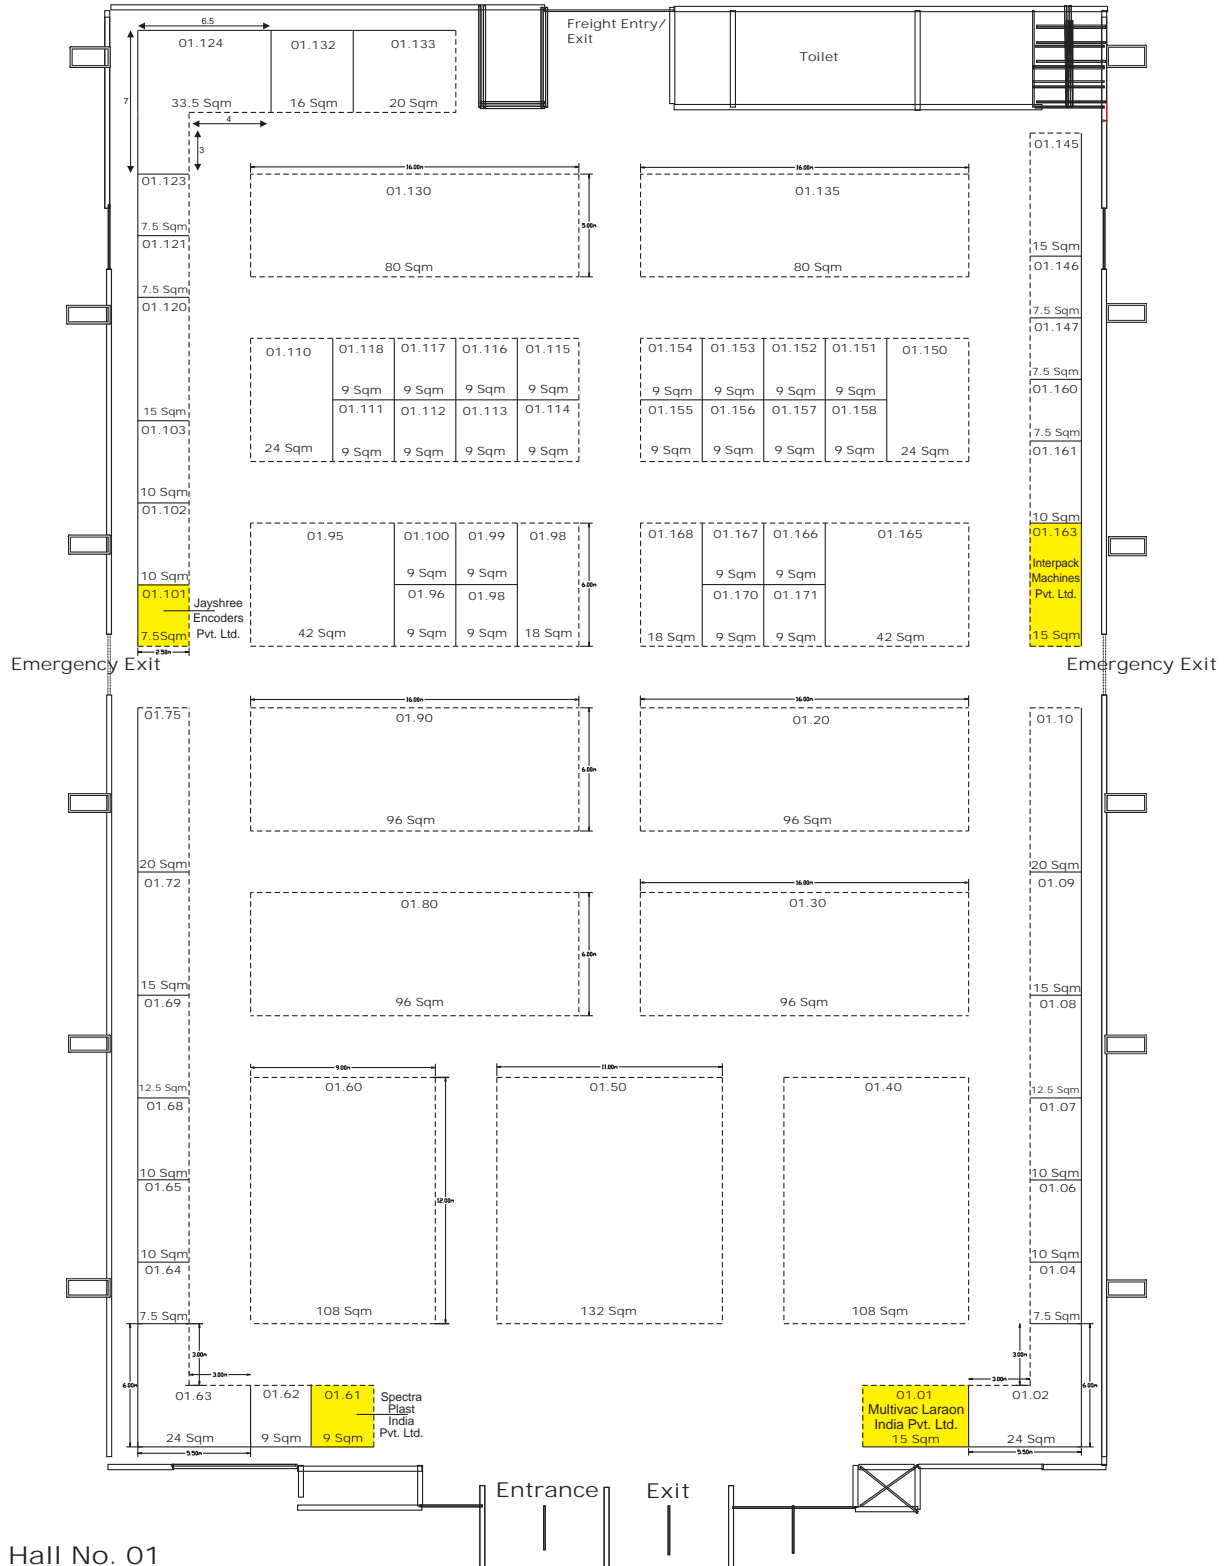 Freight Entry/
Exit
Toilet
6.5
01.124
01.132
01.133
7
33.5 Sqm
16 Sqm
20 Sqm
4
3
01.145
16.00m
16.00m
01.123
01.130
01.135
7.5 Sqm
5.00m
01.121
15 Sqm
80 Sqm
80 Sqm
01.146
7.5 Sqm
01.120
7.5 Sqm
01.147
01.110
01.118
01.117
01.116
01.115
01.154
01.153
01.152
01.151
01.150
7.5 Sqm
9 Sqm
9 Sqm
9 Sqm
9 Sqm
9 Sqm
9 Sqm
9 Sqm
9 Sqm
01.160
15 Sqm
01.111
01.112
01.113
01.114
01.155
01.156
01.157
01.158
01.103
7.5 Sqm
24 Sqm
9 Sqm
9 Sqm
9 Sqm
9 Sqm
9 Sqm
9 Sqm
9 Sqm
9 Sqm
24 Sqm
01.161
10 Sqm
01.102
10 Sqm
01.95
01.100
01.99
01.98
01.168
01.167
01.166
01.165
01.163
Interpack
Machines
Pvt. Ltd.
10 Sqm
9 Sqm
9 Sqm
9 Sqm
9 Sqm
6.00m
01.101
Jayshree
Encoders
Pvt. Ltd.
01.96
01.98
01.170
01.171
7.5Sqm
42 Sqm
9 Sqm
9 Sqm
18 Sqm
18 Sqm
9 Sqm
9 Sqm
42 Sqm
15 Sqm
2.50m
Emergency Exit
Emergency Exit
16.00m
16.00m
01.75
01.90
01.20
01.10
6.00m
96 Sqm
96 Sqm
20 Sqm
20 Sqm
01.72
16.00m
01.09
01.80
01.30
6.00m
15 Sqm
15 Sqm
01.69
96 Sqm
96 Sqm
01.08
9.00m
11.00m
01.60
01.50
01.40
12.5 Sqm
12.5 Sqm
01.68
01.07
10 Sqm
10 Sqm
01.65
01.06
12.00m
10 Sqm
10 Sqm
01.64
01.04
7.5 Sqm
108 Sqm
132 Sqm
108 Sqm
7.5 Sqm
3.00m
3.00m
3.00m
3.00m
6.00m
6.00m
01.63
01.62
01.61
Spectra
Plast
India
Pvt. Ltd.
01.01
Multivac Laraon
India Pvt. Ltd.
01.02
24 Sqm
9 Sqm
9 Sqm
15 Sqm
24 Sqm
5.50m
5.50m
Entrance
Exit
Hall No. 01